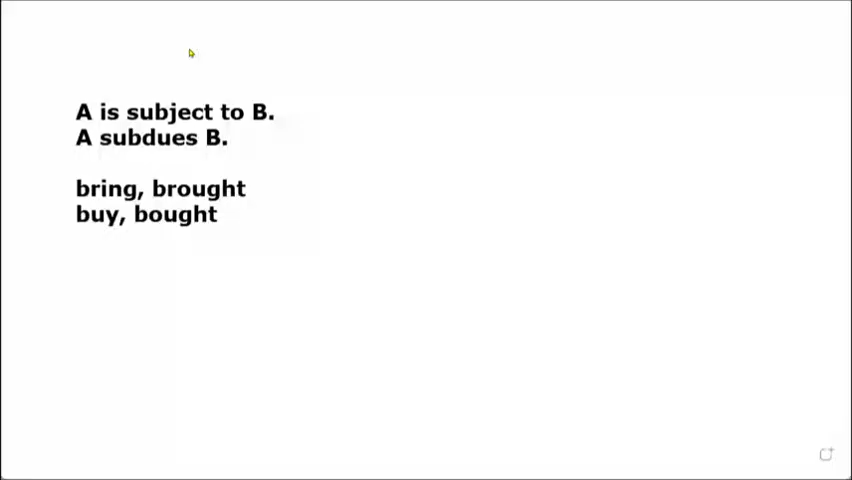 A is subject to B.
A subdues B.
bring, brought
buy, bought